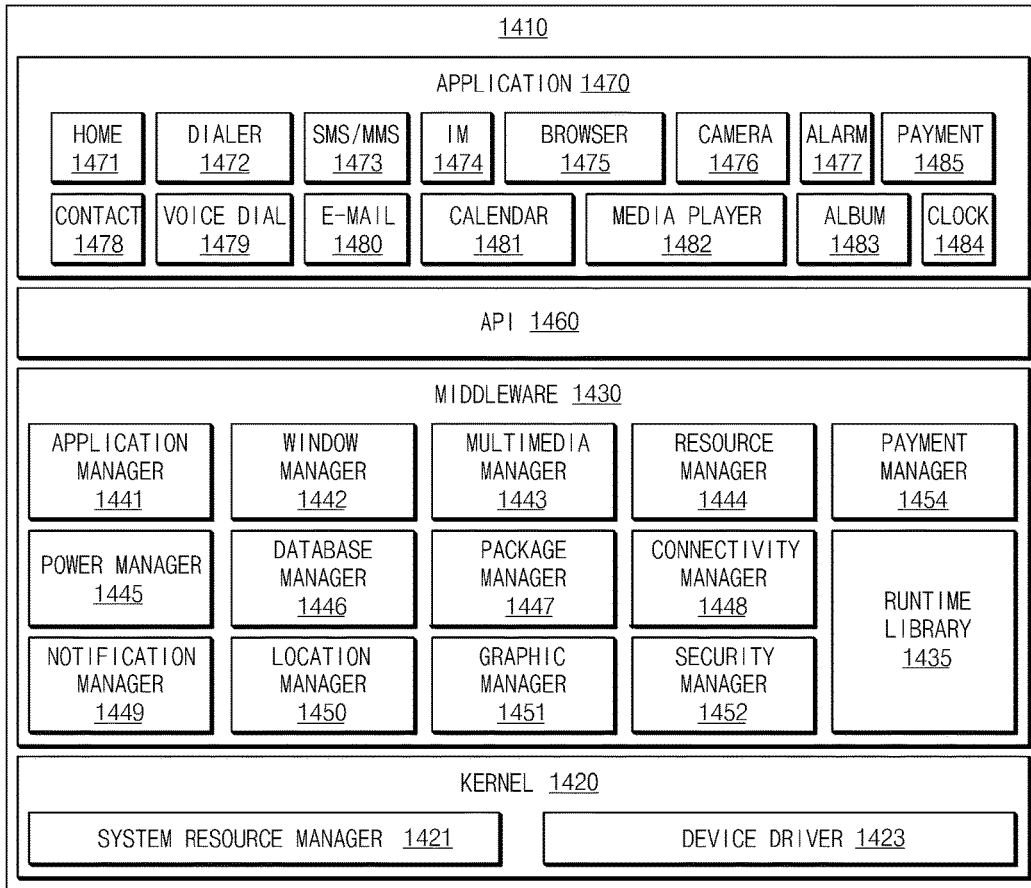 1410
APPLICATION 1470
HOME
1471
DIALER
1472
SMS/MMS
1473
IM
1474
BROWSER
1475
CAMERA
1476
ALARM
1477
PAYMENT
1485
CONTACT
1478
VOICE DIAL
1479
E-MAIL
1480
CALENDAR
1481
MEDIA PLAYER
1482
ALBUM
1483
CLOCK
1484
API 1460
MIDDLEWARE 1430
APPLICATION
MANAGER
1441
WINDOW
MANAGER
1442
MULTIMEDIA
MANAGER
1443
RESOURCE
MANAGER
1444
PAYMENT
MANAGER
1454
POWER MANAGER
1445
DATABASE
MANAGER
1446
PACKAGE
MANAGER
1447
CONNECTIVITY
MANAGER
1448
RUNTIME
LIBRARY
1435
NOTIFICATION
MANAGER
1449
LOCATION
MANAGER
1450
GRAPHIC
MANAGER
1451
SECURITY
MANAGER
1452
KERNEL 1420
SYSTEM RESOURCE MANAGER 1421
DEVICE DRIVER 1423